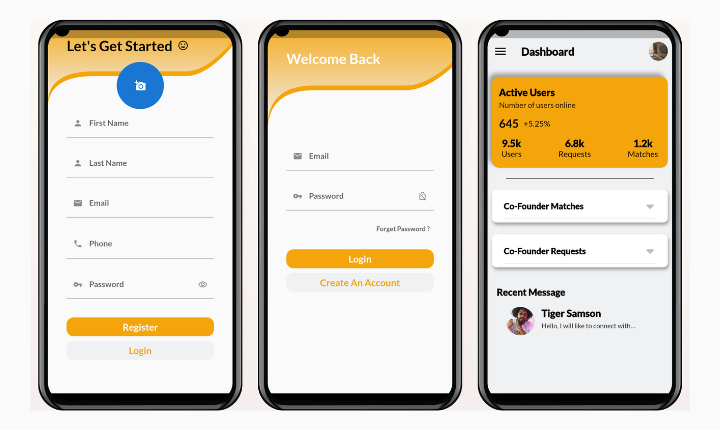 Let's Get Started
First Name
Last Name
Email
Phone
Password
Register
Login
Welcome Back
Email
Password
Forget Password ?
Login
Create An Account
Dashboard
Active Users
Number of users online
645 +5.25%
9.5k 6.8k 1.2k
Users Requests Matches
Co-Founder Matches
Co-Founder Requests
Recent Message
Tiger Samson
Hello, I will like to connect with...